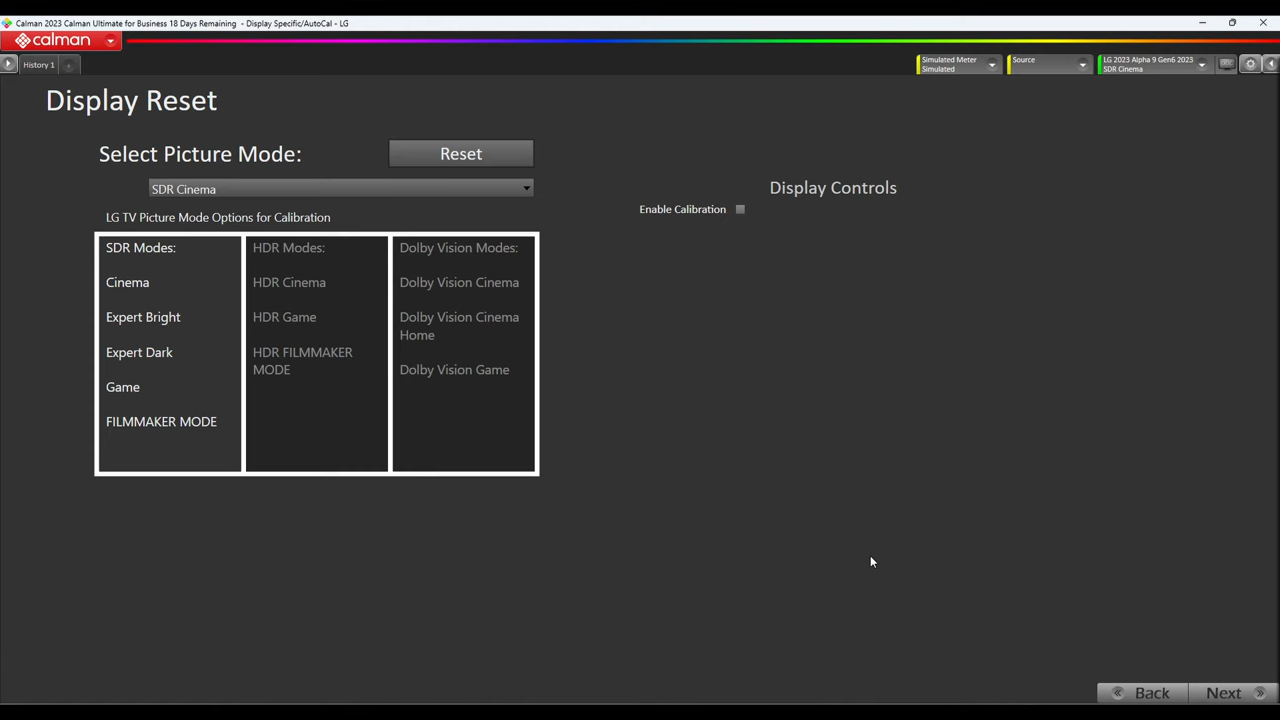 Calman 2023 Calman Ultimate for Business 18 Days Remaining - Display Specific/AutoCal - LG
calman
History 1
Simulated Meter
Simulated
Source
LG 2023 Alpha 9 Gen6 2023
SDR Cinema
Display Reset
Select Picture Mode:
Reset
SDR Cinema
Display Controls
Enable Calibration
LG TV Picture Mode Options for Calibration
SDR Modes:
Cinema
Expert Bright
Expert Dark
Game
FILMMAKER MODE
HDR Modes:
HDR Cinema
HDR Game
HDR FILMMAKER
MODE
Dolby Vision Modes:
Dolby Vision Cinema
Dolby Vision Cinema
Home
Dolby Vision Game
Back
Next